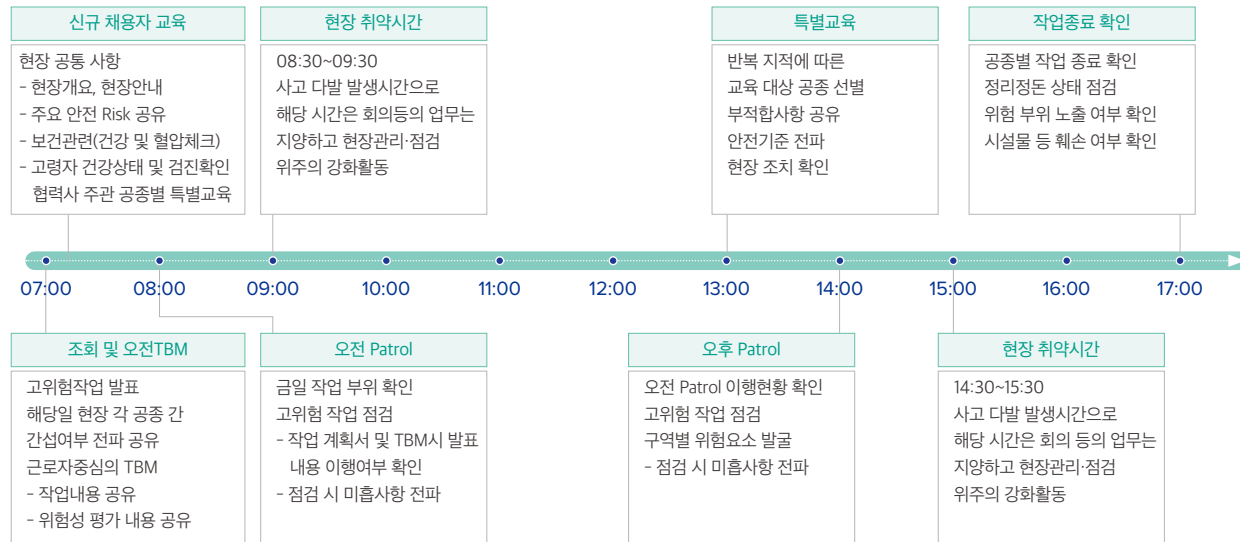 신규 채용자 교육
현장 공통 사항
- 현장개요, 현장안내
- 주요 안전 Risk 공유
- 보건관련(건강 및 혈압체크)
- 고령자 건강상태 및 검진확인
협력사 주관 공종별 특별교육
현장 취약시간
08:30~09:30
사고 다발 발생시간으로
해당 시간은 회의등의 업무는
지양하고 현장관리·점검
위주의 강화활동
특별교육
반복 지적에 따른
교육 대상 공종 선별
부적합사항 공유
안전기준 전파
현장 조치 확인
작업종료 확인
공종별 작업 종료 확인
정리정돈 상태 점검
위험 부위 노출 여부 확인
시설물 등 훼손 여부 확인
07:00 08:00 09:00 10:00 11:00 12:00 13:00 14:00 15:00 16:00 17:00
조회 및 오전TBM
고위험작업 발표
해당일 현장 각 공종 간
간섭여부 전파 공유
근로자중심의 TBM
- 작업내용 공유
- 위험성 평가 내용 공유
오전 Patrol
금일 작업 부위 확인
고위험 작업 점검
- 작업 계획서 및 TBM시 발표
내용 이행여부 확인
- 점검 시 미흡사항 전파
오후 Patrol
오전 Patrol 이행현황 확인
고위험 작업 점검
구역별 위험요소 발굴
- 점검 시 미흡사항 전파
현장 취약시간
14:30~15:30
사고 다발 발생시간으로
해당 시간은 회의 등의 업무는
지양하고 현장관리·점검
위주의 강화활동